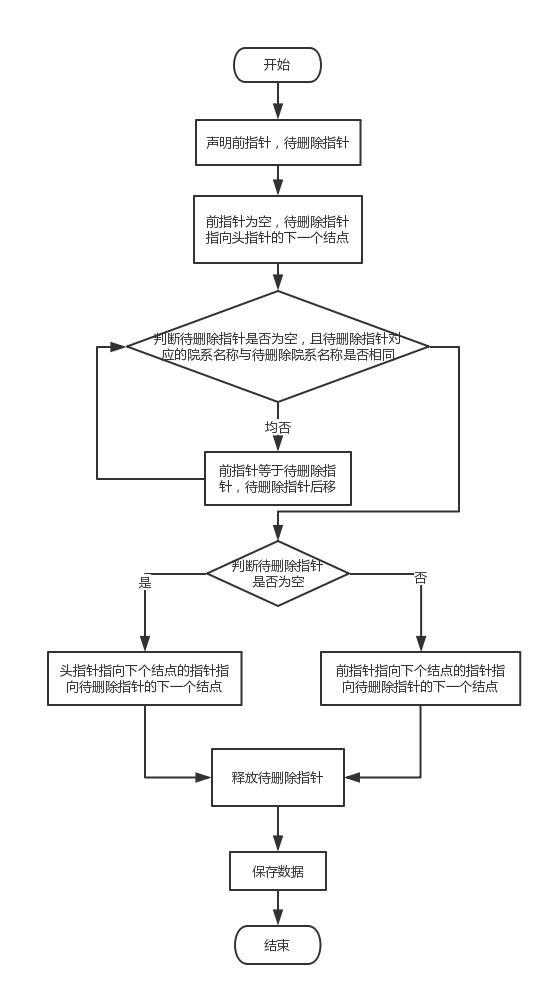 开始
声明前指针，待删除指针
前指针为空，待删除指针
指向头指针的下一个结点
判断待删除指针是否为空，且待删除指针对
应的院系名称与待删除院系名称是否相同
均否
前指针等于待删除指
针，待删除指针后移
判断待删除指针
是否为空
是
否
头指针指向下个结点的指针指
向待删除指针的下一个结点
前指针指向下个结点的指针指
向待删除指针的下一个结点
释放待删除指针
保存数据
结束